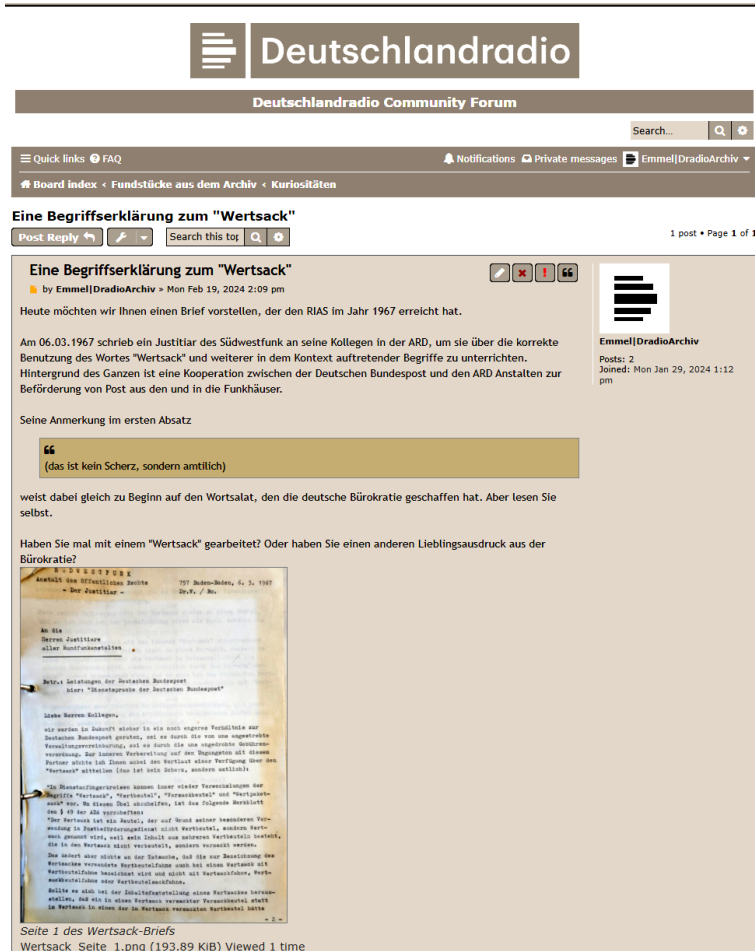 Deutschlandradio
Deutschlandradio Community Forum
Search...
Quick links FAQ
Notifications Private messages Emmel|DradioArchiv
Board index ‹ Fundstücke aus dem Archiv ‹ Kuriositäten
Eine Begriffserklärung zum "Wertsack"
Post Reply
Search this top
1 post • Page 1 of 1
Eine Begriffserklärung zum "Wertsack"
by Emmel|DradioArchiv » Mon Feb 19, 2024 2:09 pm
Heute möchten wir Ihnen einen Brief vorstellen, der den RIAS im Jahr 1967 erreicht hat.
Am 06.03.1967 schrieb ein Justitiar des Südwestfunk an seine Kollegen in der ARD, um sie über die korrekte
Benutzung des Wortes "Wertsack" und weiterer in dem Kontext auftretender Begriffe zu unterrichten.
Hintergrund des Ganzen ist eine Kooperation zwischen der Deutschen Bundespost und den ARD Anstalten zur
Beförderung von Post aus den und in die Funkhäuser.
Seine Anmerkung im ersten Absatz
(das ist kein Scherz, sondern amtilich)
weist dabei gleich zu Beginn auf den Wortsalat, den die deutsche Bürokratie geschaffen hat. Aber lesen Sie
selbst.
Haben Sie mal mit einem "Wertsack" gearbeitet? Oder haben Sie einen anderen Lieblingsausdruck aus der
Bürokratie?
Emmel|DradioArchiv
Posts: 2
Joined: Mon Jan 29, 2024 1:12
pm
SÜDWESTFUNK
Anstalt des Öffentlichen Rechts
- Der Justitiar -
757 Baden-Baden, 6. 3. 1967
Dr.W. / Bo.
An die
Herren Justitiare
aller Rundfunkanstalten
Betr.: Leistungen der Deutschen Bundespost
hier: "Dienstsprache der Deutschen Bundespost"
Liebe Herren Kollegen,
wir werden in Zukunft sicher in ein noch engeres Verhältnis zur
Deutschen Bundespost geraten, sei es durch die von uns angestrebte
Verwaltungsvereinbarung, sei es durch die uns angedrohte Gebühren-
verordnung. Zur inneren Vorbereitung auf den Umgangston mit diesem
Partner möchte ich Ihnen anbei den Wortlaut einer Verfügung über den
"Wertsack" mitteilen (das ist kein Scherz, sondern amtlich):
"In Dienstanfängerkreisen kommen immer wieder Verwechslungen der
Begriffe "Wertsack", "Wertbeutel", "Versackbeutel" und "Wertpaket-
sack" vor. Um diesem Übel abzuhelfen, ist das folgende Merkblatt
dem § 49 der ADA vorzuheften:
"Der Wertsack ist ein Beutel, der auf Grund seiner besonderen Ver-
wendung im Postbeförderungsdienst nicht Wertbeutel, sondern Wert-
sack genannt wird, weil sein Inhalt aus mehreren Wertbeuteln besteht,
die in den Wertsack nicht verbeutelt, sondern versackt werden.
Das ändert aber nichts an der Tatsache, daß die zur Bezeichnung des
Wertsackes verwendete Wertbeutelfahne auch bei einem Wertsack mit
Wertbeutelfahne bezeichnet wird und nicht mit Wertsackfahne, Wert-
sackbeutelfahne oder Wertbeutelsackfahne.
Sollte es sich bei der Inhaltsfeststellung eines Wertsackes heraus-
stellen, daß ein in einem Wertsack versackter Versackbeutel statt
im Wertsack in einem der im Wertsack versackten Wertbeutel hätte
- 2 -
Seite 1 des Wertsack-Briefs
Wertsack_Seite_1.png (193.89 KiB) Viewed 1 time